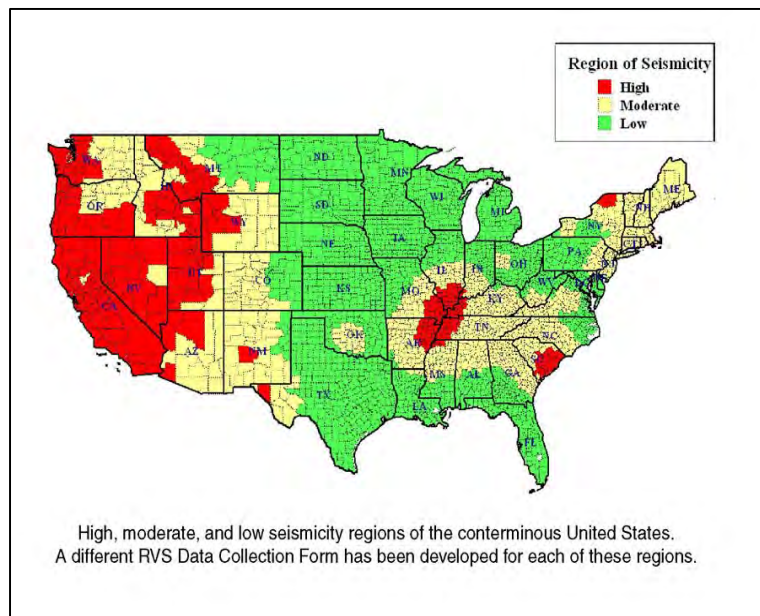 Region of Seismicity
High
Moderate
Low
WA
MT
ND
MN
ME
OR
ID
SD
WI
MI
NY
NH
WY
NE
IA
PA
CT
NJ
NV
UT
CO
KS
MO
IL
IN
OH
WV
CA
KY
AZ
NM
OK
AR
TN
NC
TX
LA
MS
AL
GA
FL
High, moderate, and low seismicity regions of the conterminous United States.
A different RVS Data Collection Form has been developed for each of these regions.